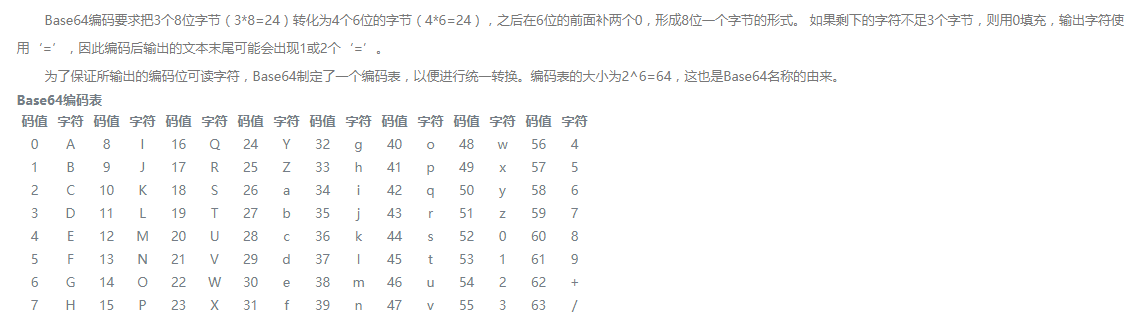 Base64编码要求把3个8位字节（3*8=24）转化为4个6位的字节（4*6=24），之后在6位的前面补两个0，形成8位一个字节的形式。 如果剩下的字符不足3个字节，则用0填充，输出字符使
用‘=’，因此编码后输出的文本末尾可能会出现1或2个‘=’。
为了保证所输出的编码位可读字符，Base64制定了一个编码表，以便进行统一转换。编码表的大小为2^6=64，这也是Base64名称的由来。
Base64编码表
码值 字符 码值 字符 码值 字符 码值 字符 码值 字符 码值 字符 码值 字符 码值 字符
0 A 8 I 16 Q 24 Y 32 g 40 o 48 w 56 4
1 B 9 J 17 R 25 Z 33 h 41 p 49 x 57 5
2 C 10 K 18 S 26 a 34 i 42 q 50 y 58 6
3 D 11 L 19 T 27 b 35 j 43 r 51 z 59 7
4 E 12 M 20 U 28 c 36 k 44 s 52 0 60 8
5 F 13 N 21 V 29 d 37 l 45 t 53 1 61 9
6 G 14 O 22 W 30 e 38 m 46 u 54 2 62 +
7 H 15 P 23 X 31 f 39 n 47 v 55 3 63 /